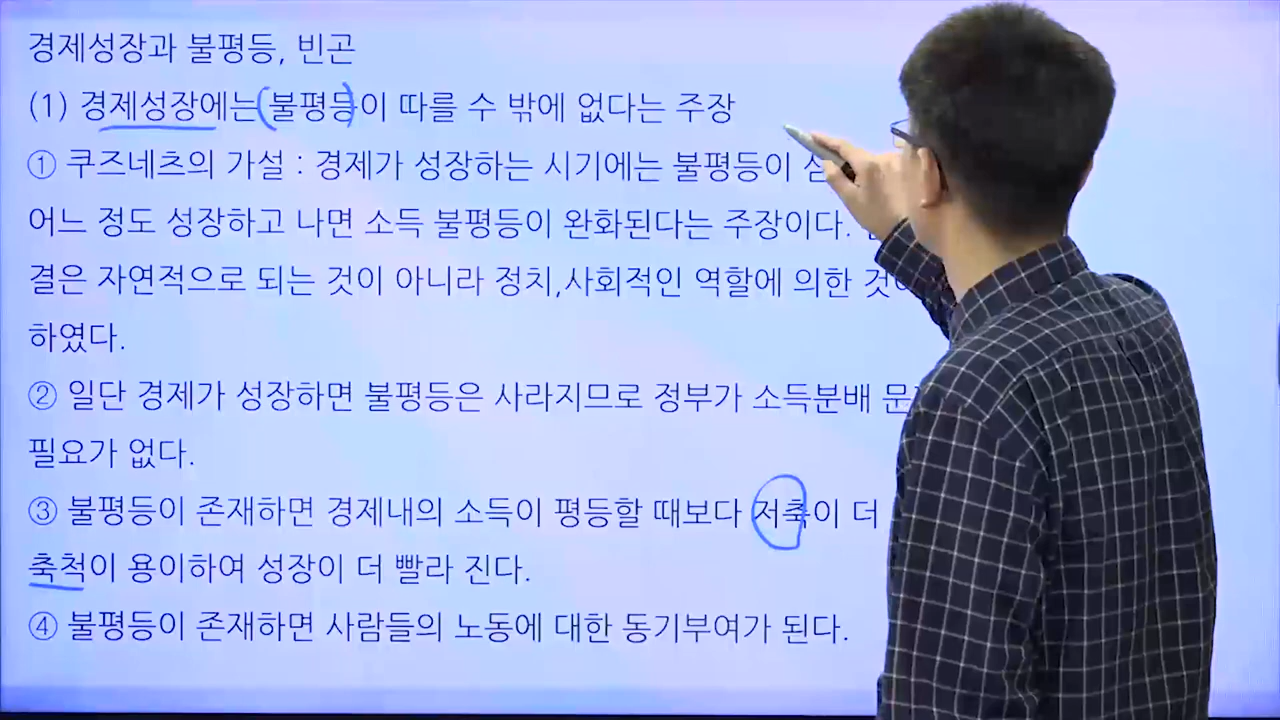 경제성장과 불평등, 빈곤
(1) 경제성장에는 불평등이 따를 수 밖에 없다는 주장
① 쿠즈네츠의 가설 : 경제가 성장하는 시기에는 불평등이
어느 정도 성장하고 나면 소득 불평등이 완화된다는 주장이다.
결은 자연적으로 되는 것이 아니라 정치,사회적인 역할에 의한
하였다.
② 일단 경제가 성장하면 불평등은 사라지므로 정부가 소득분배
필요가 없다.
③ 불평등이 존재하면 경제내의 소득이 평등할 때보다 저축이 더
축척이 용이하여 성장이 더 빨라 진다.
④ 불평등이 존재하면 사람들의 노동에 대한 동기부여가 된다.